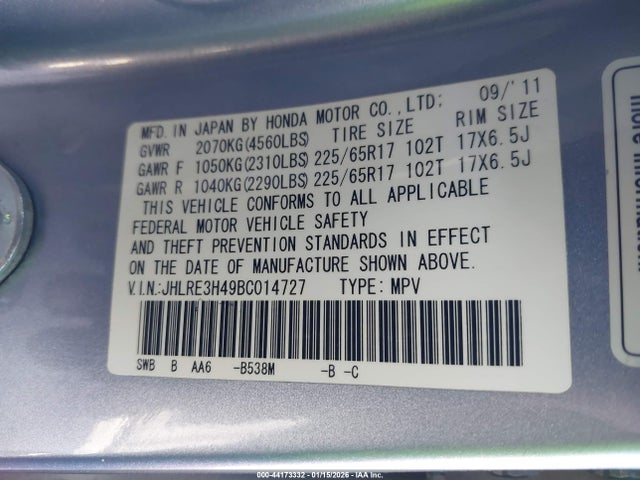 MFD. IN JAPAN BY HONDA MOTOR CO.,LTD; 09/'11
GVWR 2070KG(4560LBS) TIRE SIZE RIM SIZE
GAWR F 1050KG(2310LBS) 225/65R17 102T 17X6.5J
GAWR R 1040KG(2290LBS) 225/65R17 102T 17X6.5J
THIS VEHICLE CONFORMS TO ALL APPLICABLE
FEDERAL MOTOR VEHICLE SAFETY
AND THEFT PREVENTION STANDARDS IN EFFECT
ON THE DATE OF MANUFACTURE SHOWN ABOVE.
V.I.N.:JHLRE3H49BC014727 TYPE: MPV
SWB B AA6 -B538M -B -C
000-44173332 - 01/15/2026 - IAA Inc.